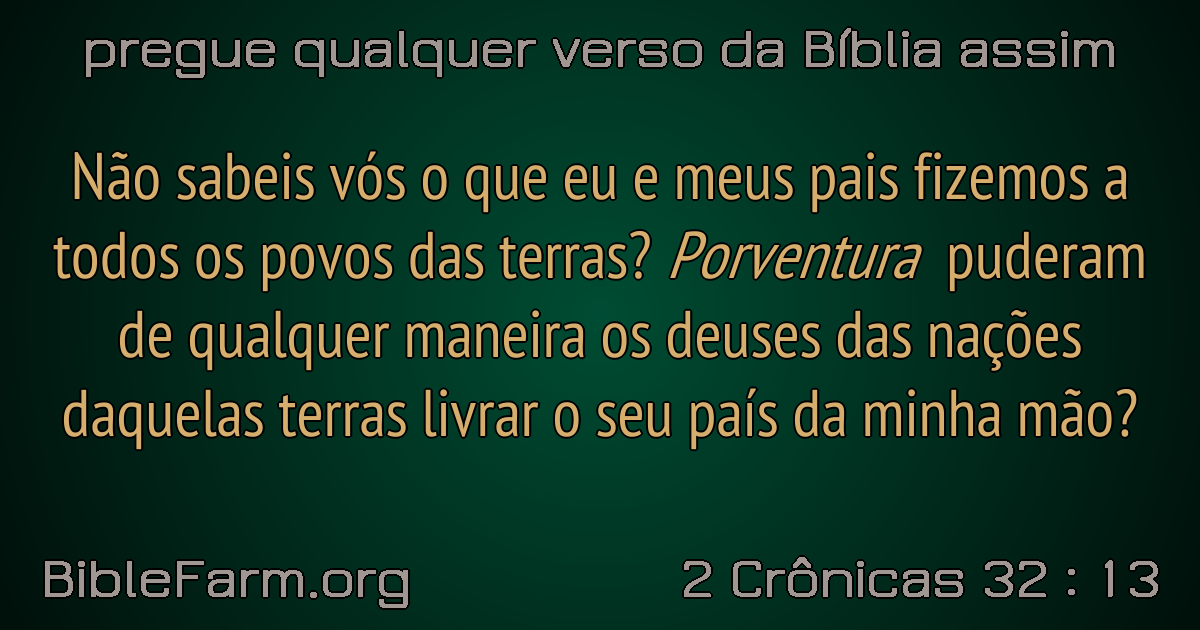 pregue qualquer verso da Bíblia assim
Não sabeis vós o que eu e meus pais fizemos a
todos os povos das terras? Porventura puderam
de qualquer maneira os deuses das nações
daquelas terras livrar o seu país da minha mão?
BibleFarm.org
2 Crônicas 32 : 13